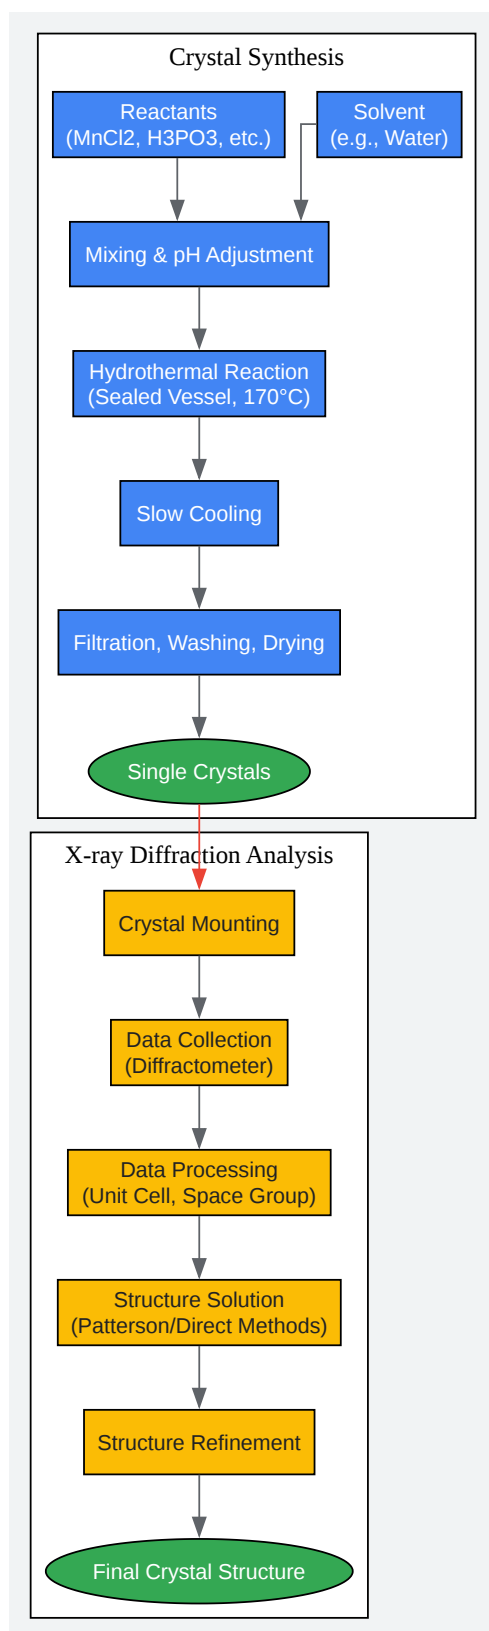 Crystal Synthesis
Reactants
(MnCl2, H3PO3, etc.)
Solvent
(e.g., Water)
Mixing & pH Adjustment
Hydrothermal Reaction
(Sealed Vessel, 170°C)
Slow Cooling
Filtration, Washing, Drying
Single Crystals
X-ray Diffraction Analysis
Crystal Mounting
Data Collection
(Diffractometer)
Data Processing
(Unit Cell, Space Group)
Structure Solution
(Patterson/Direct Methods)
Structure Refinement
Final Crystal Structure